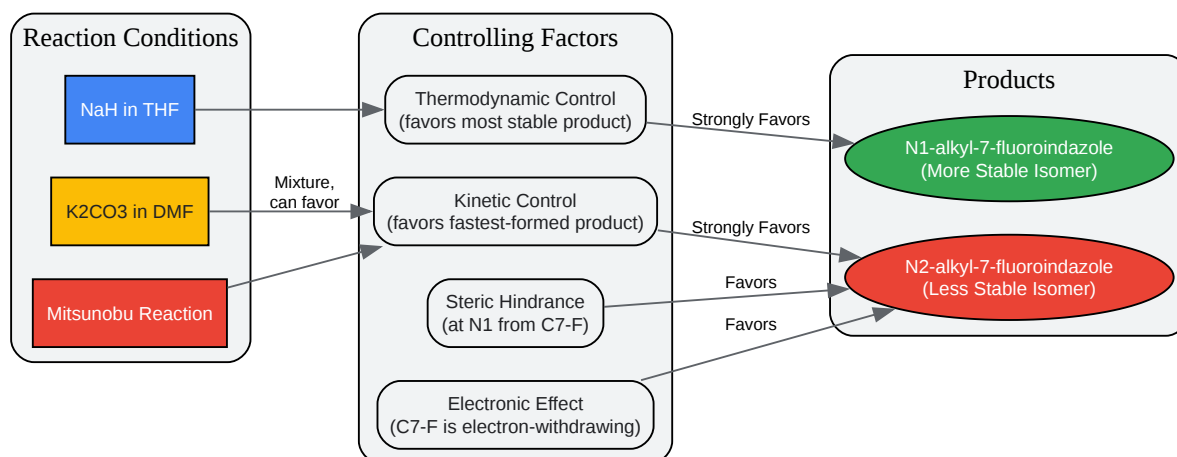 Reaction Conditions
NaH in THF
K2CO3 in DMF
Mitsunobu Reaction
Mixture,
can favor
Controlling Factors
Thermodynamic Control
(favors most stable product)
Kinetic Control
(favors fastest-formed product)
Steric Hindrance
(at N1 from C7-F)
Electronic Effect
(C7-F is electron-withdrawing)
Strongly Favors
Strongly Favors
Favors
Favors
Products
N1-alkyl-7-fluoroindazole
(More Stable Isomer)
N2-alkyl-7-fluoroindazole
(Less Stable Isomer)